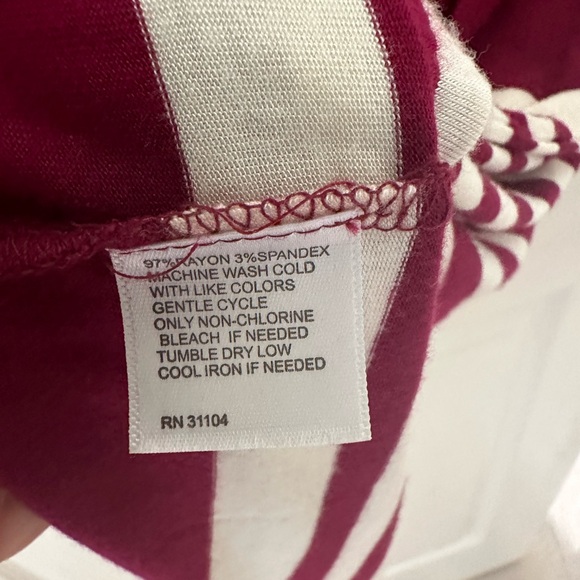 97% RAYON 3%SPANDEX
MACHINE WASH COLD
WITH LIKE COLORS
GENTLE CYCLE
ONLY NON-CHLORINE
BLEACH IF NEEDED
TUMBLE DRY LOW
COOL IRON IF NEEDED
RN 31104